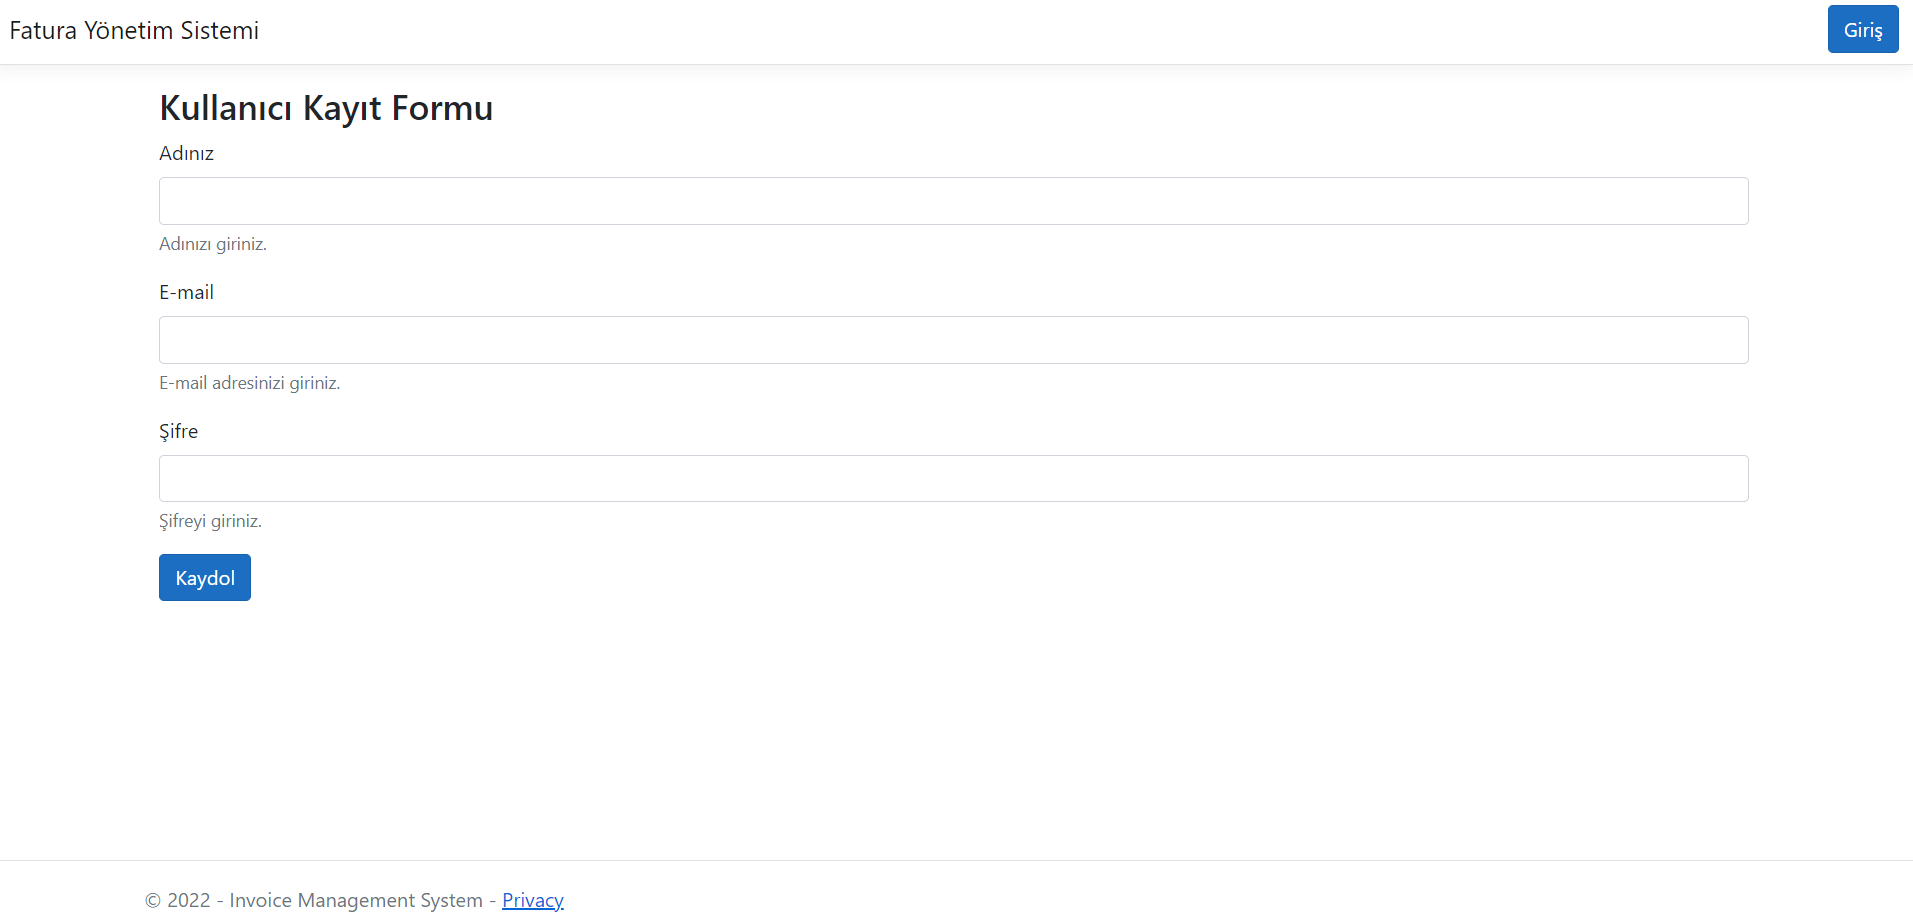 Fatura Yönetim Sistemi
Giriş
Kullanıcı Kayıt Formu
Adınız
Adınızı giriniz.
E-mail
E-mail adresinizi giriniz.
Şifre
Şifreyi giriniz.
Kaydol
© 2022 - Invoice Management System - Privacy